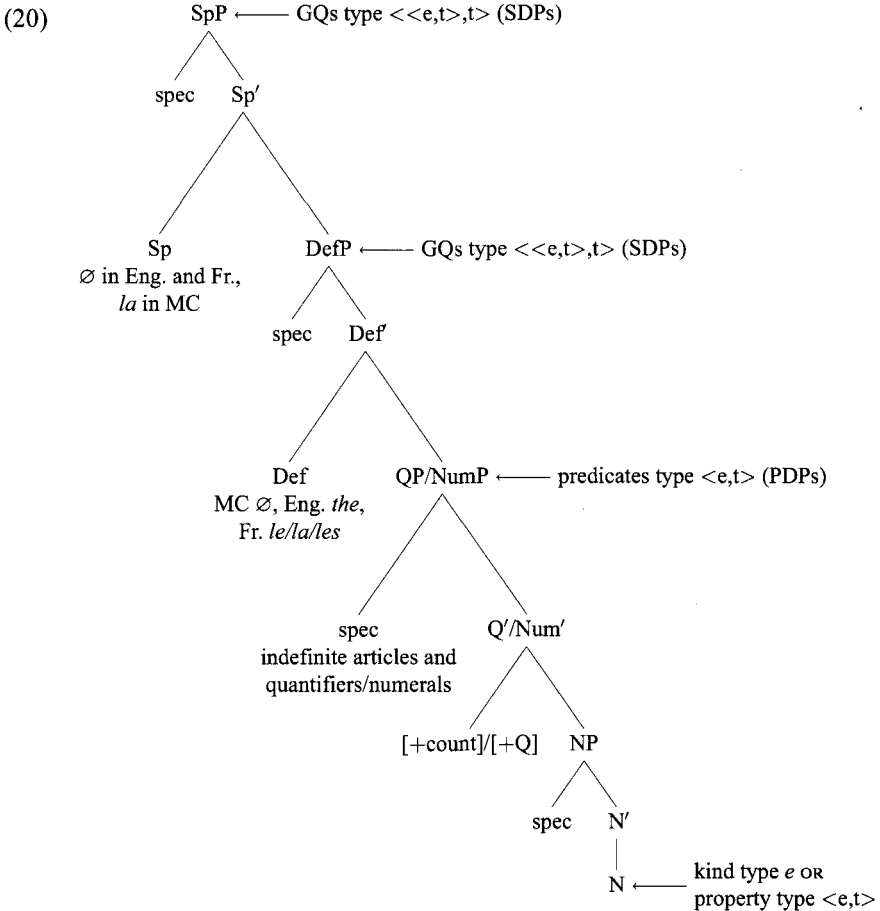 (20)
SpP
GQs type <<e,t>,t> (SDPs)
spec
Sp′
Sp
∅ in Eng. and Fr.,
la in MC
DefP
GQs type <<e,t>,t> (SDPs)
spec
Def′
Def
MC ∅, Eng. the,
Fr. le/la/les
QP/NumP
predicates type <e,t> (PDPs)
spec
indefinite articles and
quantifiers/numerals
Q′/Num′
[+count]/[+Q]
NP
spec
N′
N
kind type e OR
property type <e,t>